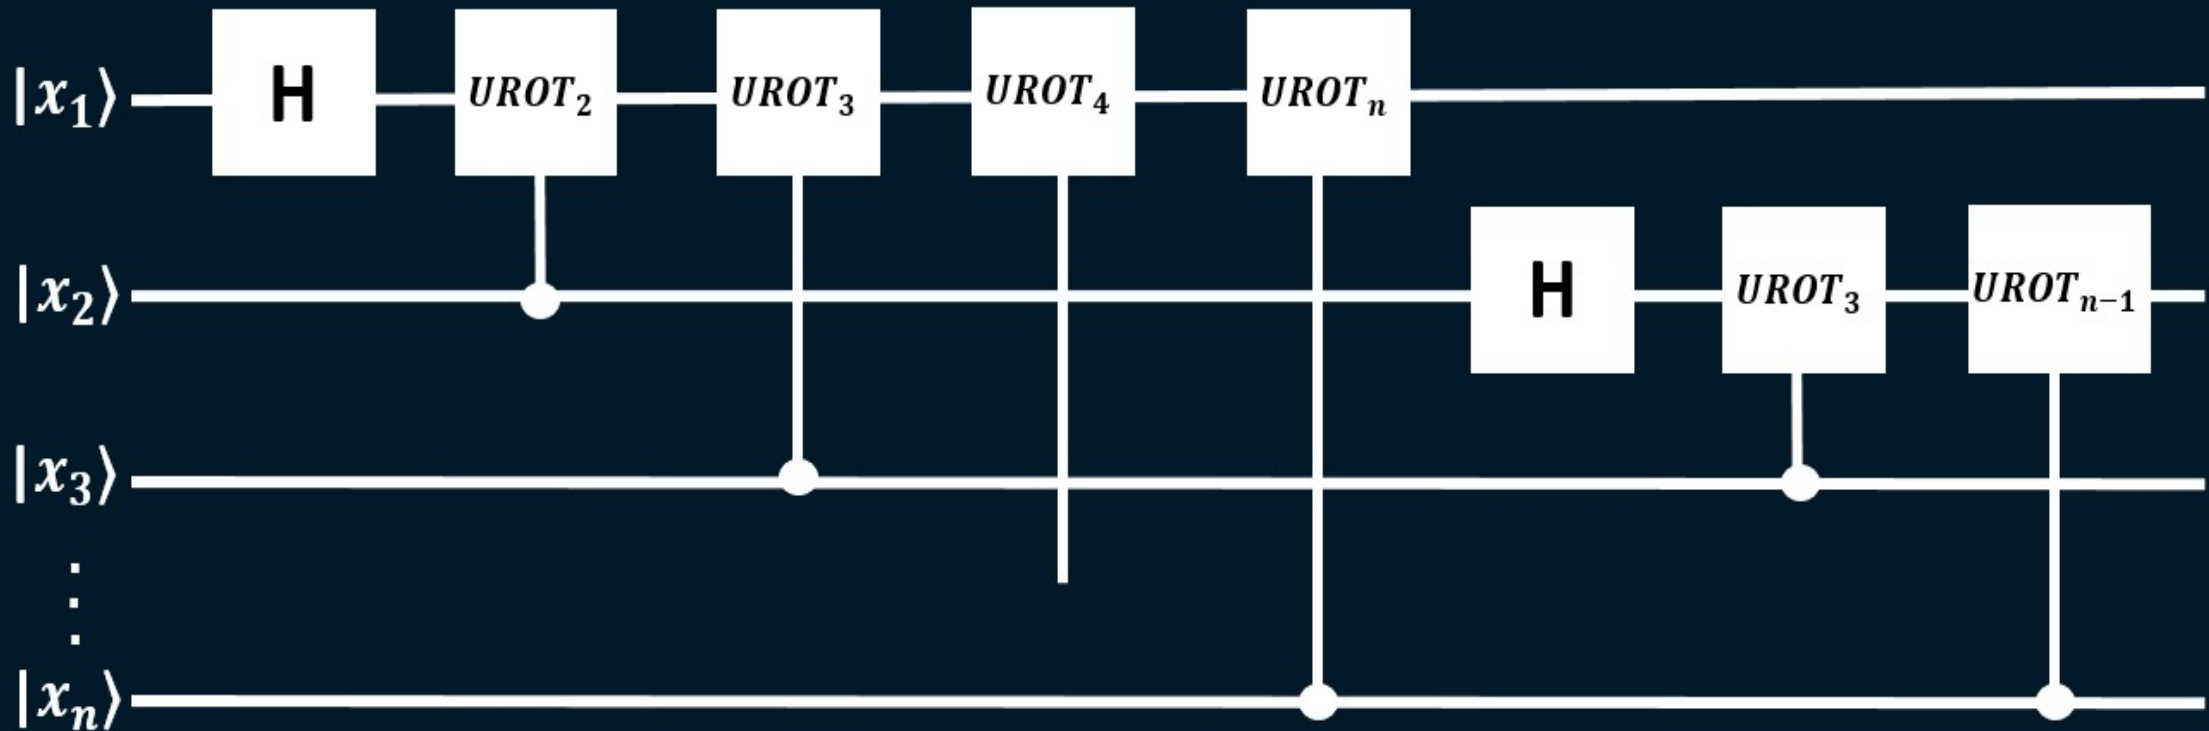 |x₁⟩ H UROT₂ UROT₃ UROT₄ UROTₙ
|x₂⟩ H UROT₃ UROTₙ₋₁
|x₃⟩
⋮
|xₙ⟩